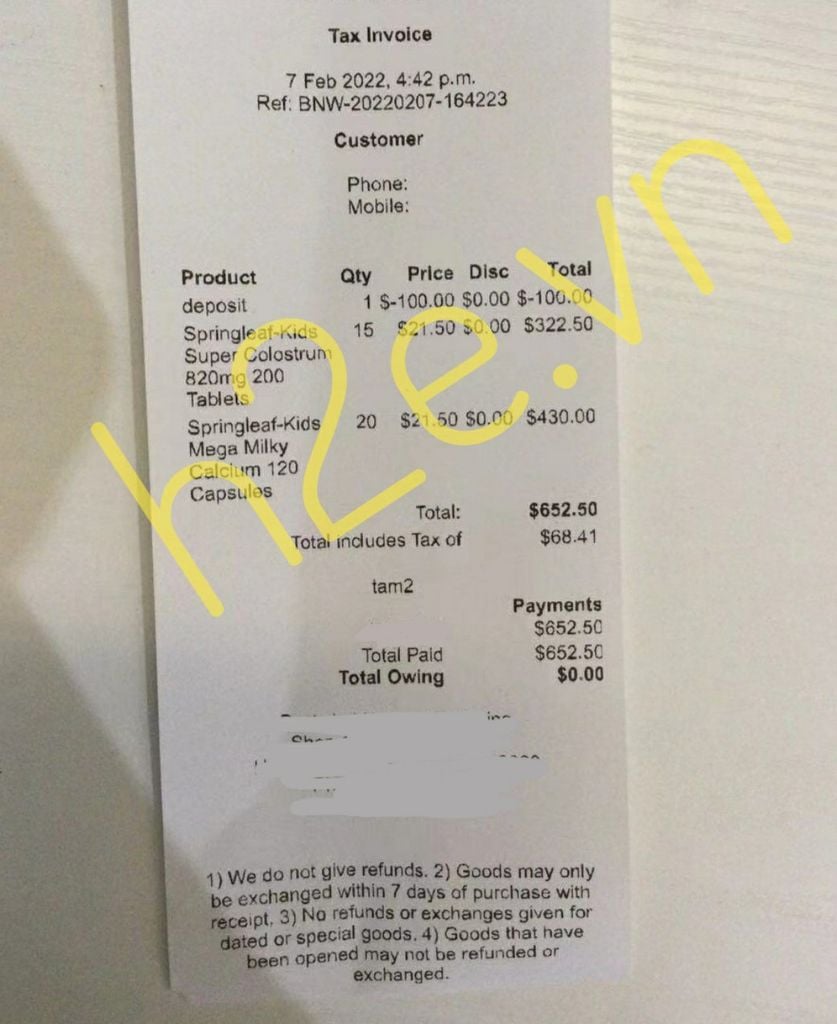 Tax Invoice
7 Feb 2022, 4:42 p.m.
Ref: BNW-20220207-164223
Customer
Phone:
Mobile:
Product Qty Price Disc Total
deposit 1 $-100.00 $0.00 $-100.00
Springleaf-Kids 15 $21.50 $0.00 $322.50
Super Colostrum
820mg 200
Tablets
Springleaf-Kids 20 $21.50 $0.00 $430.00
Mega Milky
Calcium 120
Capsules
Total: $652.50
Total includes Tax of $68.41
tam2
Payments
$652.50
Total Paid $652.50
Total Owing $0.00
1) We do not give refunds. 2) Goods may only
be exchanged within 7 days of purchase with
receipt. 3) No refunds or exchanges given for
dated or special goods. 4) Goods that have
been opened may not be refunded or
exchanged.
h2e.vn